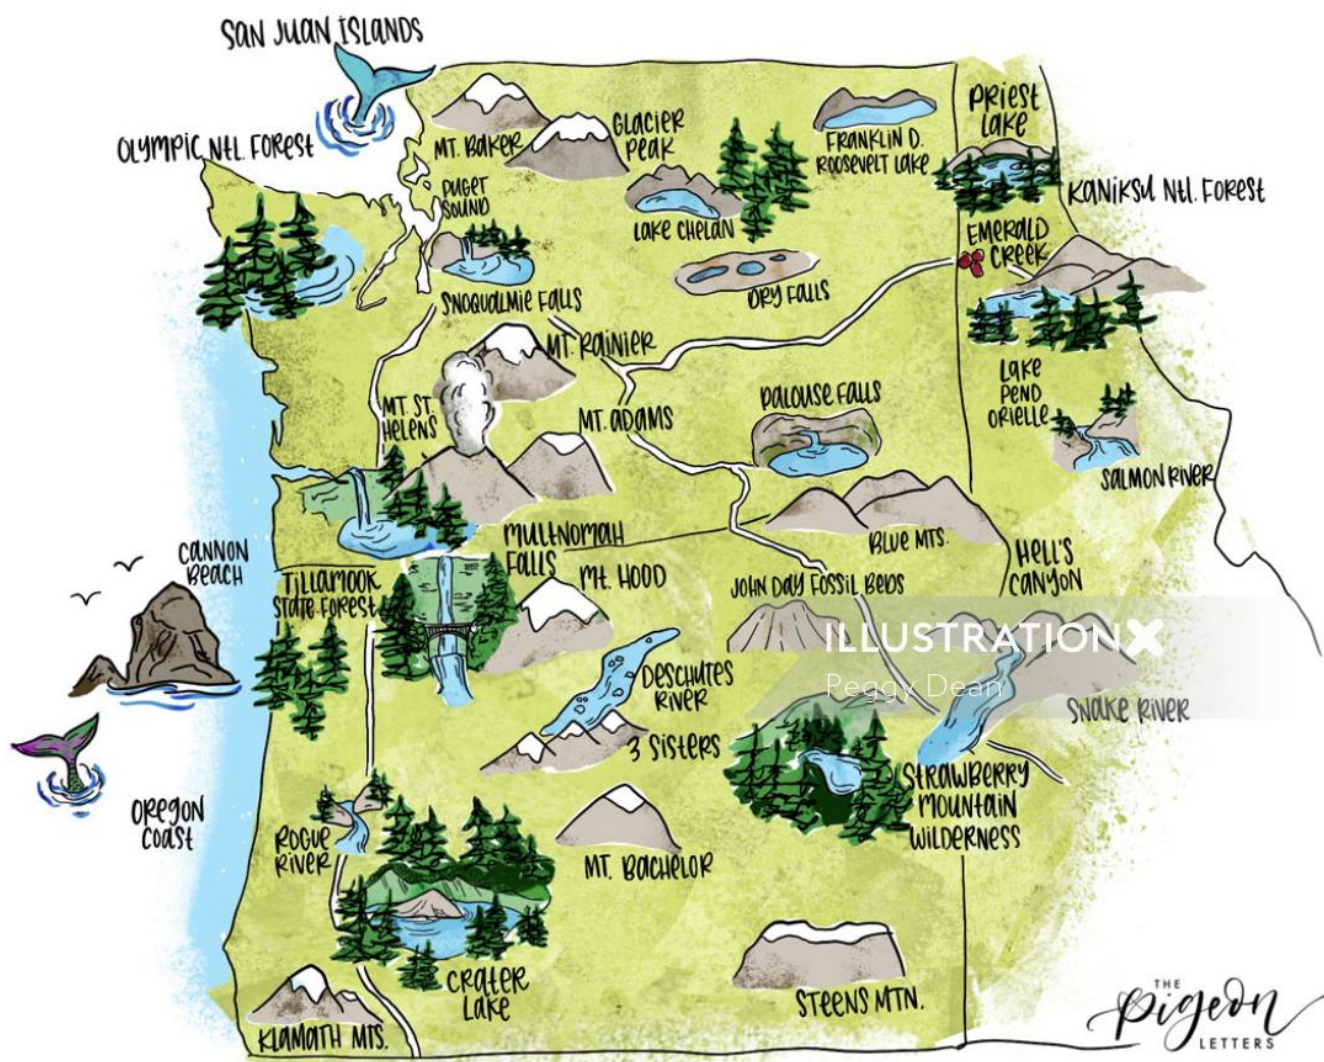 San Juan Islands
Olympic Ntl. Forest
Mt. Baker
Glacier
Peak
Franklin D.
Roosevelt Lake
Priest
Lake
Kaniksu Ntl. Forest
Puget
Sound
Lake Chelan
Emerald
Creek
Snoqualmie Falls
Dry Falls
Mt. Rainier
Lake
Pend
Orielle
Mt. St.
Helens
Mt. Adams
Palouse Falls
Salmon River
Multnomah
Falls
Blue Mts.
Hell's
Canyon
Cannon
Beach
Tillamook
State Forest
Mt. Hood
John Day Fossil Beds
ILLUSTRATIONX
Peggy Dean
Deschutes
River
Snake River
3 Sisters
Strawberry
Mountain
Wilderness
Oregon
Coast
Rogue
River
Mt. Bachelor
Crater
Lake
Steens Mtn.
Klamath Mts.
THE
Pigeon
LETTERS